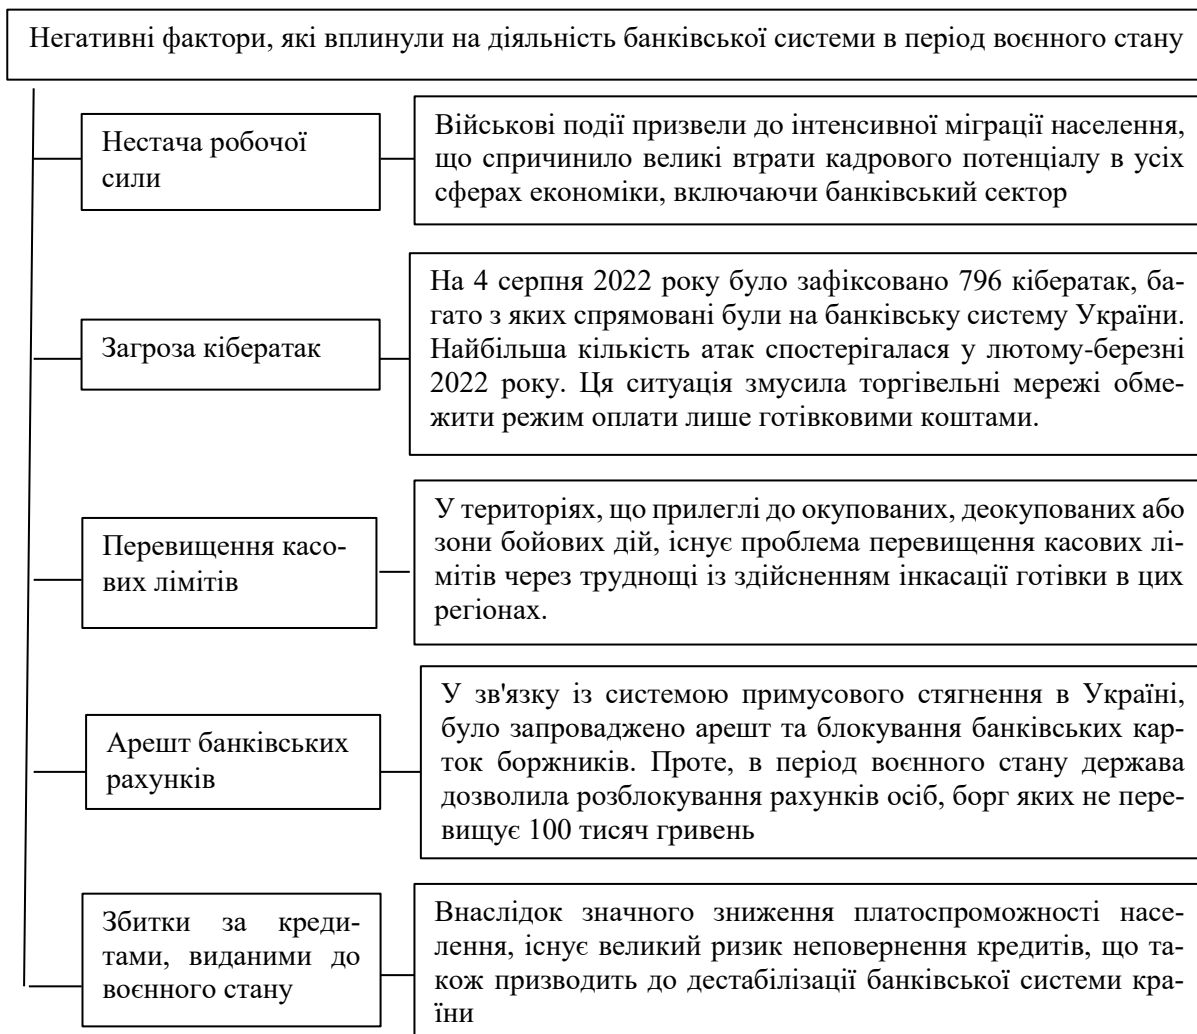 Негативні фактори, які вплинули на діяльність банківської системи в період воєнного стану
Нестача робочої
сили
Військові події призвели до інтенсивної міграції населення,
що спричинило великі втрати кадрового потенціалу в усіх
сферах економіки, включаючи банківський сектор
Загроза кібератак
На 4 серпня 2022 року було зафіксовано 796 кібератак, ба-
гато з яких спрямовані були на банківську систему України.
Найбільша кількість атак спостерігалася у лютому-березні
2022 року. Ця ситуація змусила торгівельні мережі обме-
жити режим оплати лише готівковими коштами.
Перевищення касо-
вих лімітів
У територіях, що прилеглі до окупованих, деокупованих або
зони бойових дій, існує проблема перевищення касових лі-
мітів через труднощі із здійсненням інкасації готівки в цих
регіонах.
Арешт банківських
рахунків
У зв'язку із системою примусового стягнення в Україні,
було запроваджено арешт та блокування банківських кар-
ток боржників. Проте, в період воєнного стану держава
дозволила розблокування рахунків осіб, борг яких не пере-
вищує 100 тисяч гривень
Збитки за креди-
тами, виданими до
воєнного стану
Внаслідок значного зниження платоспроможності насе-
лення, існує великий ризик неповернення кредитів, що та-
кож призводить до дестабілізації банківської системи кра-
їни